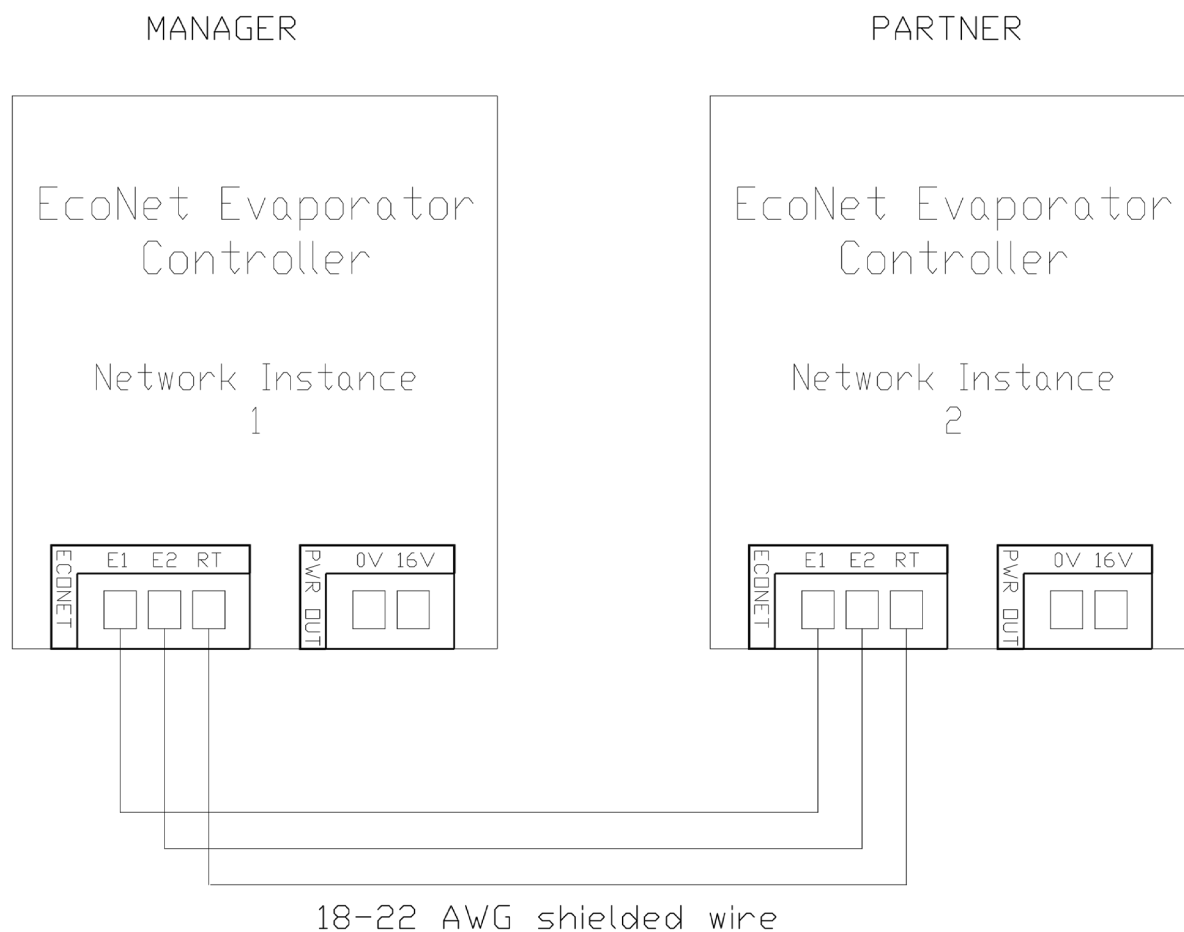 MANAGER
PARTNER
EcoNet Evaporator
Controller
Network Instance
1
ECONET
E1 E2 RT
PWR OUT
0V 16V
EcoNet Evaporator
Controller
Network Instance
2
ECONET
E1 E2 RT
PWR OUT
0V 16V
18-22 AWG shielded wire